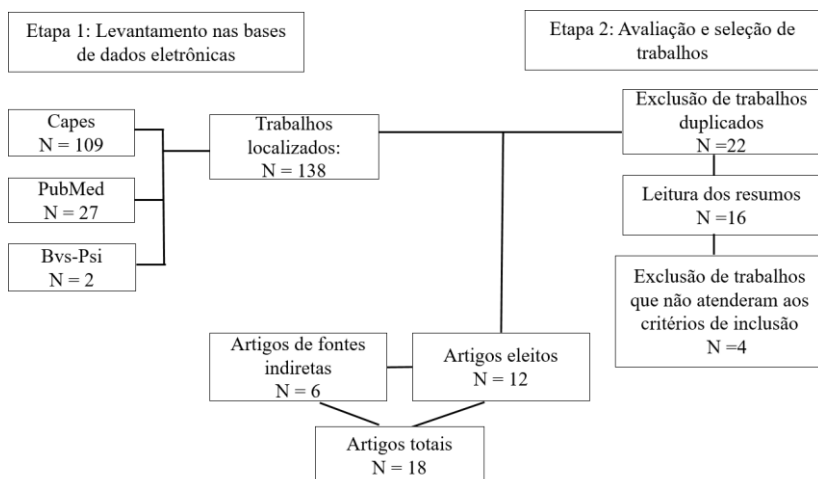 Etapa 1: Levantamento nas bases
de dados eletrônicas
Etapa 2: Avaliação e seleção de
trabalhos
Capes
N = 109
PubMed
N = 27
Bvs-Psi
N = 2
Trabalhos
localizados:
N = 138
Exclusão de trabalhos
duplicados
N =22
Leitura dos resumos
N =16
Exclusão de trabalhos
que não atenderam aos
critérios de inclusão
N =4
Artigos de fontes
indiretas
N = 6
Artigos eleitos
N = 12
Artigos totais
N = 18